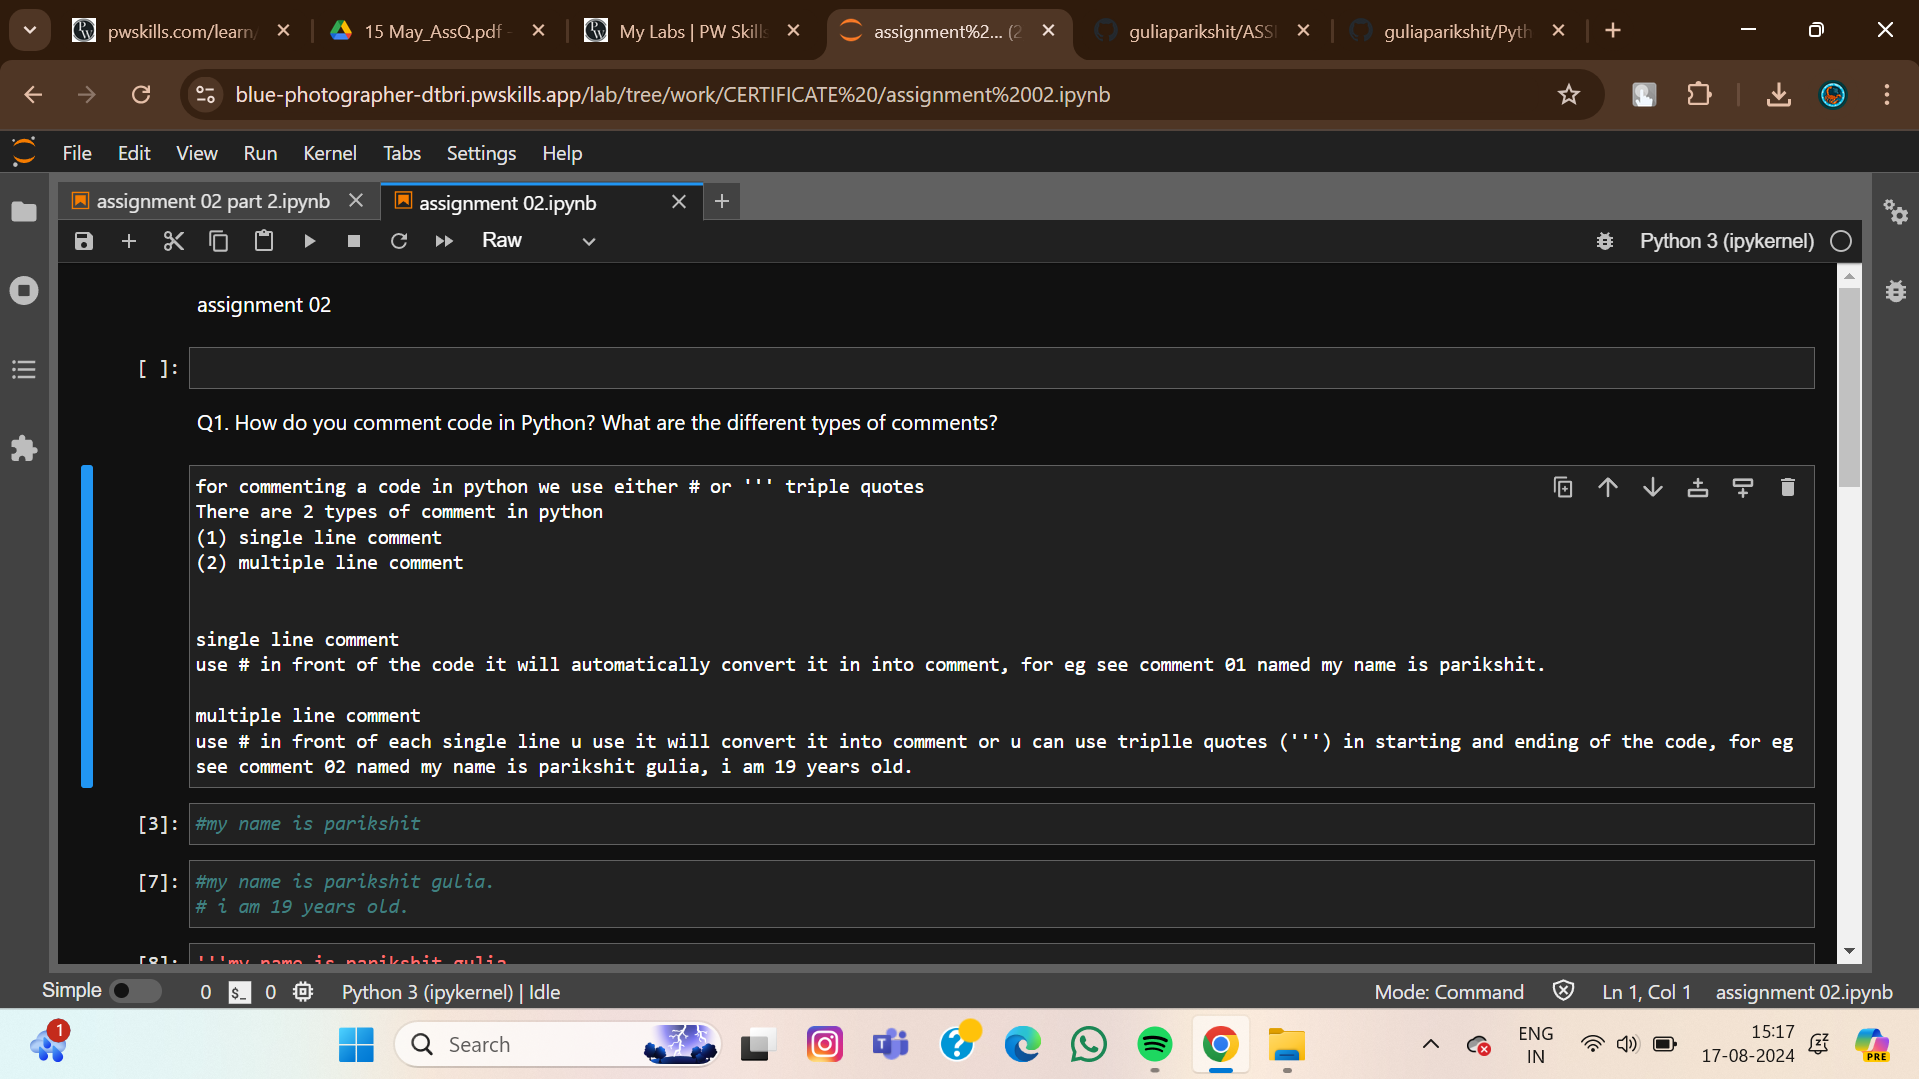 pwskills.com/learn/
15 May_AssQ.pdf -
My Labs | PW Skills
assignment%2... (2
guliaparikshit/ASSI
guliaparikshit/Pyth
blue-photographer-dtbri.pwskills.app/lab/tree/work/CERTIFICATE%20/assignment%2002.ipynb
File Edit View Run Kernel Tabs Settings Help
assignment 02 part 2.ipynb
assignment 02.ipynb
Raw
Python 3 (ipykernel)
assignment 02
[ ]:
Q1. How do you comment code in Python? What are the different types of comments?
for commenting a code in python we use either # or ''' triple quotes
There are 2 types of comment in python
(1) single line comment
(2) multiple line comment
single line comment
use # in front of the code it will automatically convert it in into comment, for eg see comment 01 named my name is parikshit.
multiple line comment
use # in front of each single line u use it will convert it into comment or u can use triplle quotes (''') in starting and ending of the code, for eg
see comment 02 named my name is parikshit gulia, i am 19 years old.
[3]: #my name is parikshit
[7]: #my name is parikshit gulia.
# i am 19 years old.
[8]: '''my name is parikshit gulia
Simple 0 $_ 0 Python 3 (ipykernel) | Idle
Mode: Command Ln 1, Col 1 assignment 02.ipynb
1
Search
ENG
IN
15:17
17-08-2024
PRE